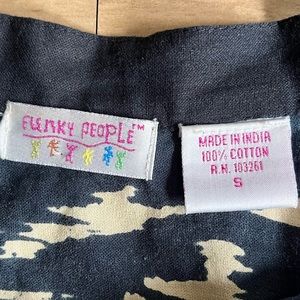 FUNKY PEOPLE™
MADE IN INDIA
100% COTTON
R.N. 103261
S